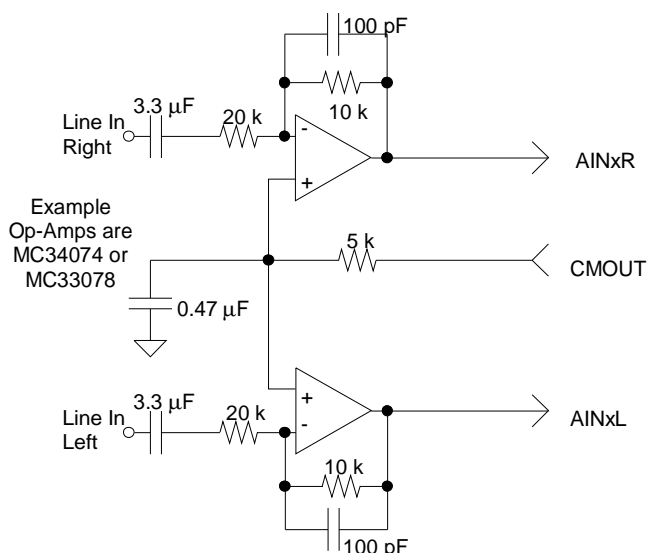 100 pF
10 k
3.3 μF
20 k
Line In
Right
-
+
AINxR
Example
Op-Amps are
MC34074 or
MC33078
5 k
CMOUT
0.47 μF
3.3 μF
20 k
Line In
Left
+
-
AINxL
10 k
100 pF